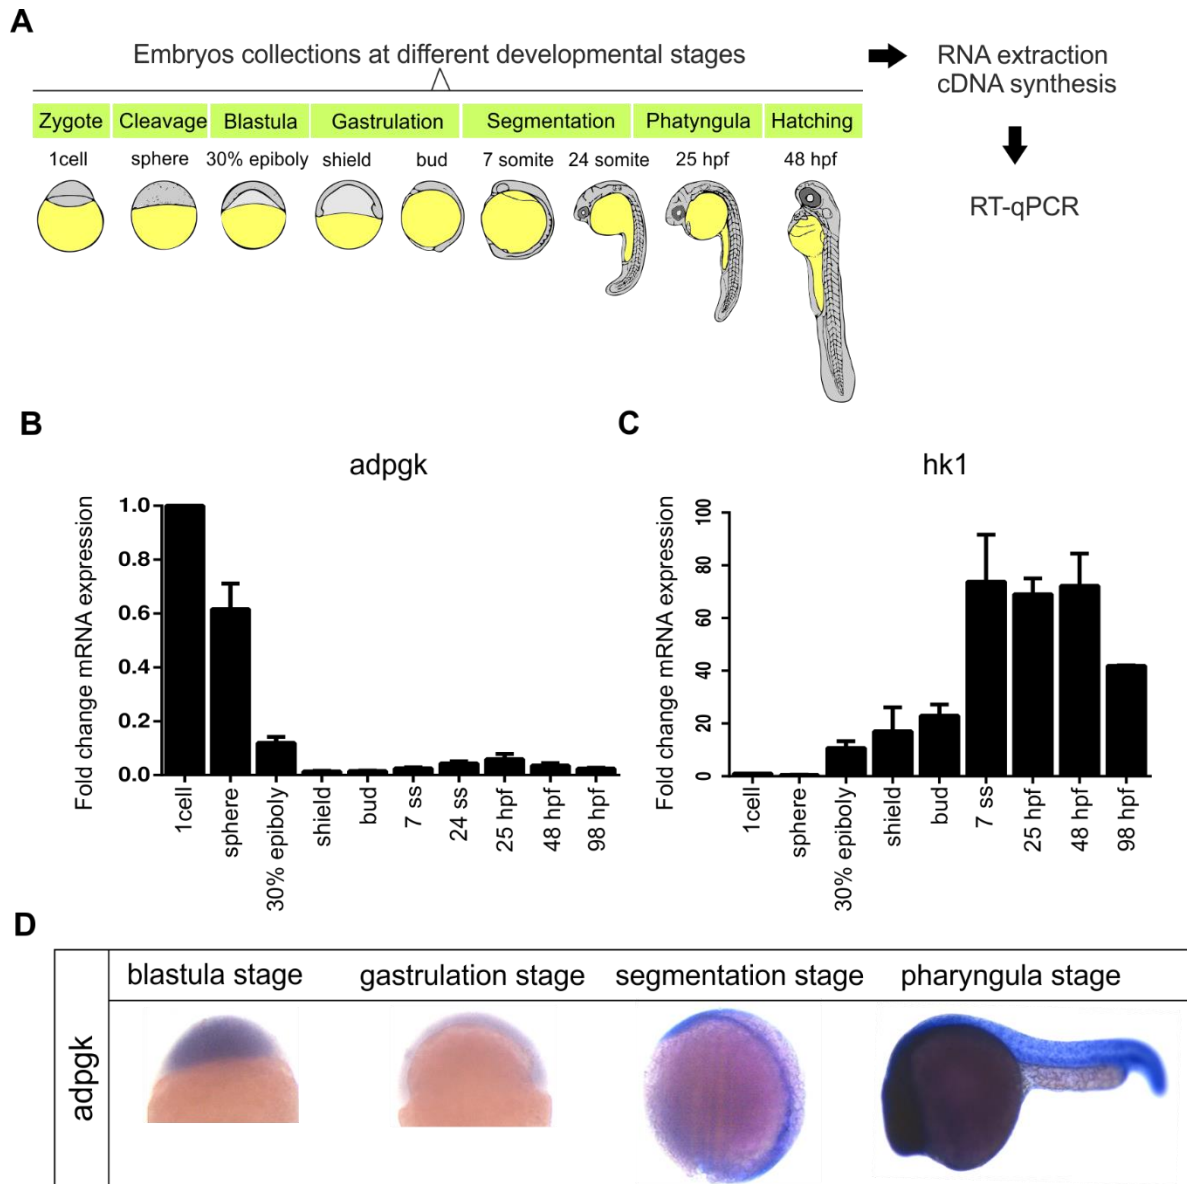 A
Embryos collections at different developmental stages
RNA extraction
cDNA synthesis
RT-qPCR
Zygote Cleavage Blastula Gastrulation Segmentation Phatyngula Hatching
1cell sphere 30% epiboly shield bud 7 somite 24 somite 25 hpf 48 hpf
B
adpgk
Fold change mRNA expression
1.0
0.8
0.6
0.4
0.2
0.0
1cell sphere 30% epiboly shield bud 7 ss 24 ss 25 hpf 48 hpf 98 hpf
C
hk1
Fold change mRNA expression
100
80
60
40
20
0
1cell sphere 30% epiboly shield bud 7 ss 25 hpf 48 hpf 98 hpf
D
adpgk
blastula stage gastrulation stage segmentation stage pharyngula stage